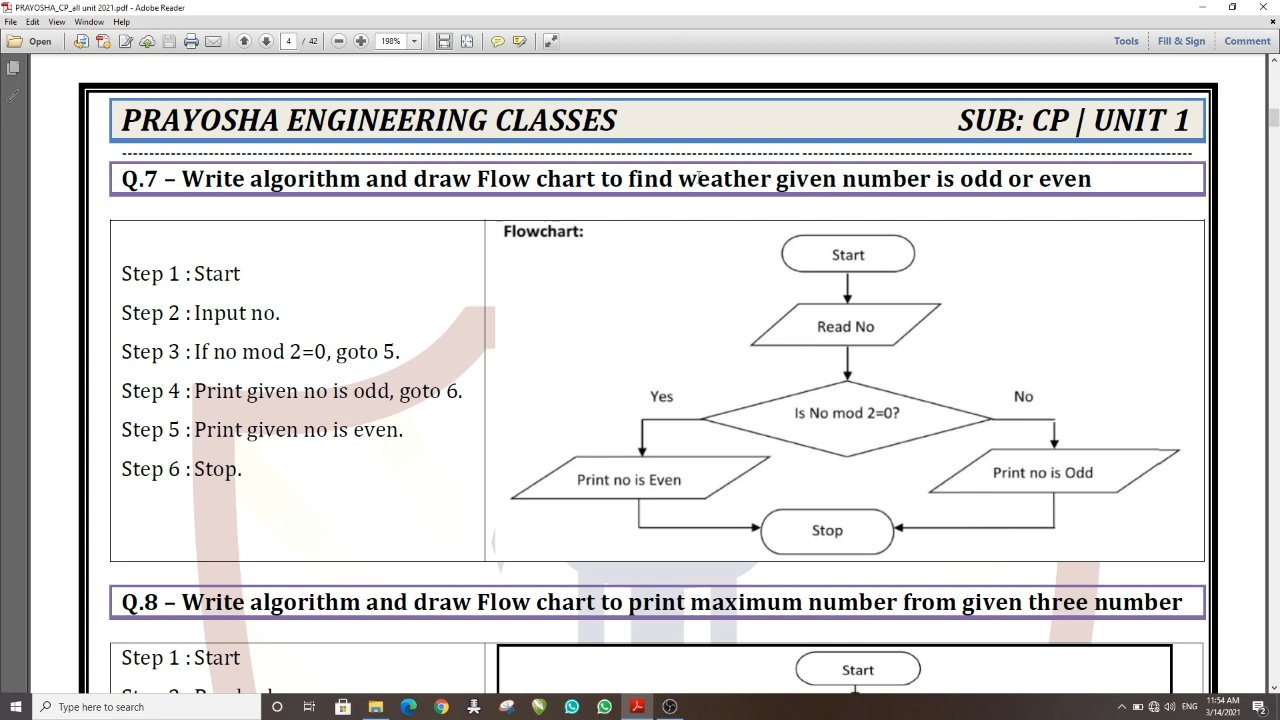 PRAYOSHA_CP_all unit 2021.pdf - Adobe Reader
File Edit View Window Help
Open 4 / 42 198% Tools Fill & Sign Comment
PRAYOSHA ENGINEERING CLASSES SUB: CP | UNIT 1
Q.7 – Write algorithm and draw Flow chart to find weather given number is odd or even
Step 1 : Start
Step 2 : Input no.
Step 3 : If no mod 2=0, goto 5.
Step 4 : Print given no is odd, goto 6.
Step 5 : Print given no is even.
Step 6 : Stop.
Flowchart:
Start
Read No
Yes
No
Is No mod 2=0?
Print no is Even
Print no is Odd
Stop
Q.8 – Write algorithm and draw Flow chart to print maximum number from given three number
Step 1 : Start
Start
Type here to search
ENG
11:54 AM
3/14/2021
2